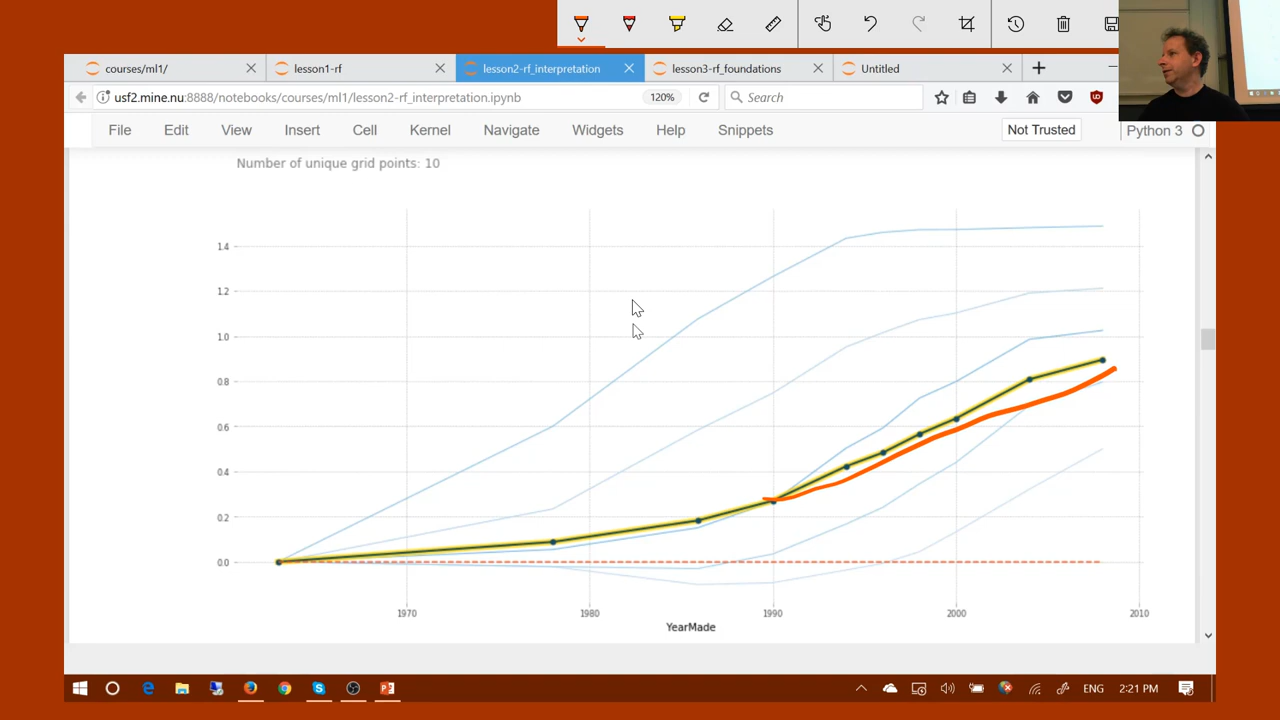 courses/ml1/
lesson1-rf
lesson2-rf_interpretation
lesson3-rf_foundations
Untitled
usf2.mine.nu:8888/notebooks/courses/ml1/lesson2-rf_interpretation.ipynb
120%
Search
File
Edit
View
Insert
Cell
Kernel
Navigate
Widgets
Help
Snippets
Not Trusted
Python 3
Number of unique grid points: 10
1.4
1.2
1.0
0.8
0.6
0.4
0.2
0.0
1970
1980
1990
2000
2010
YearMade
ENG
2:21 PM